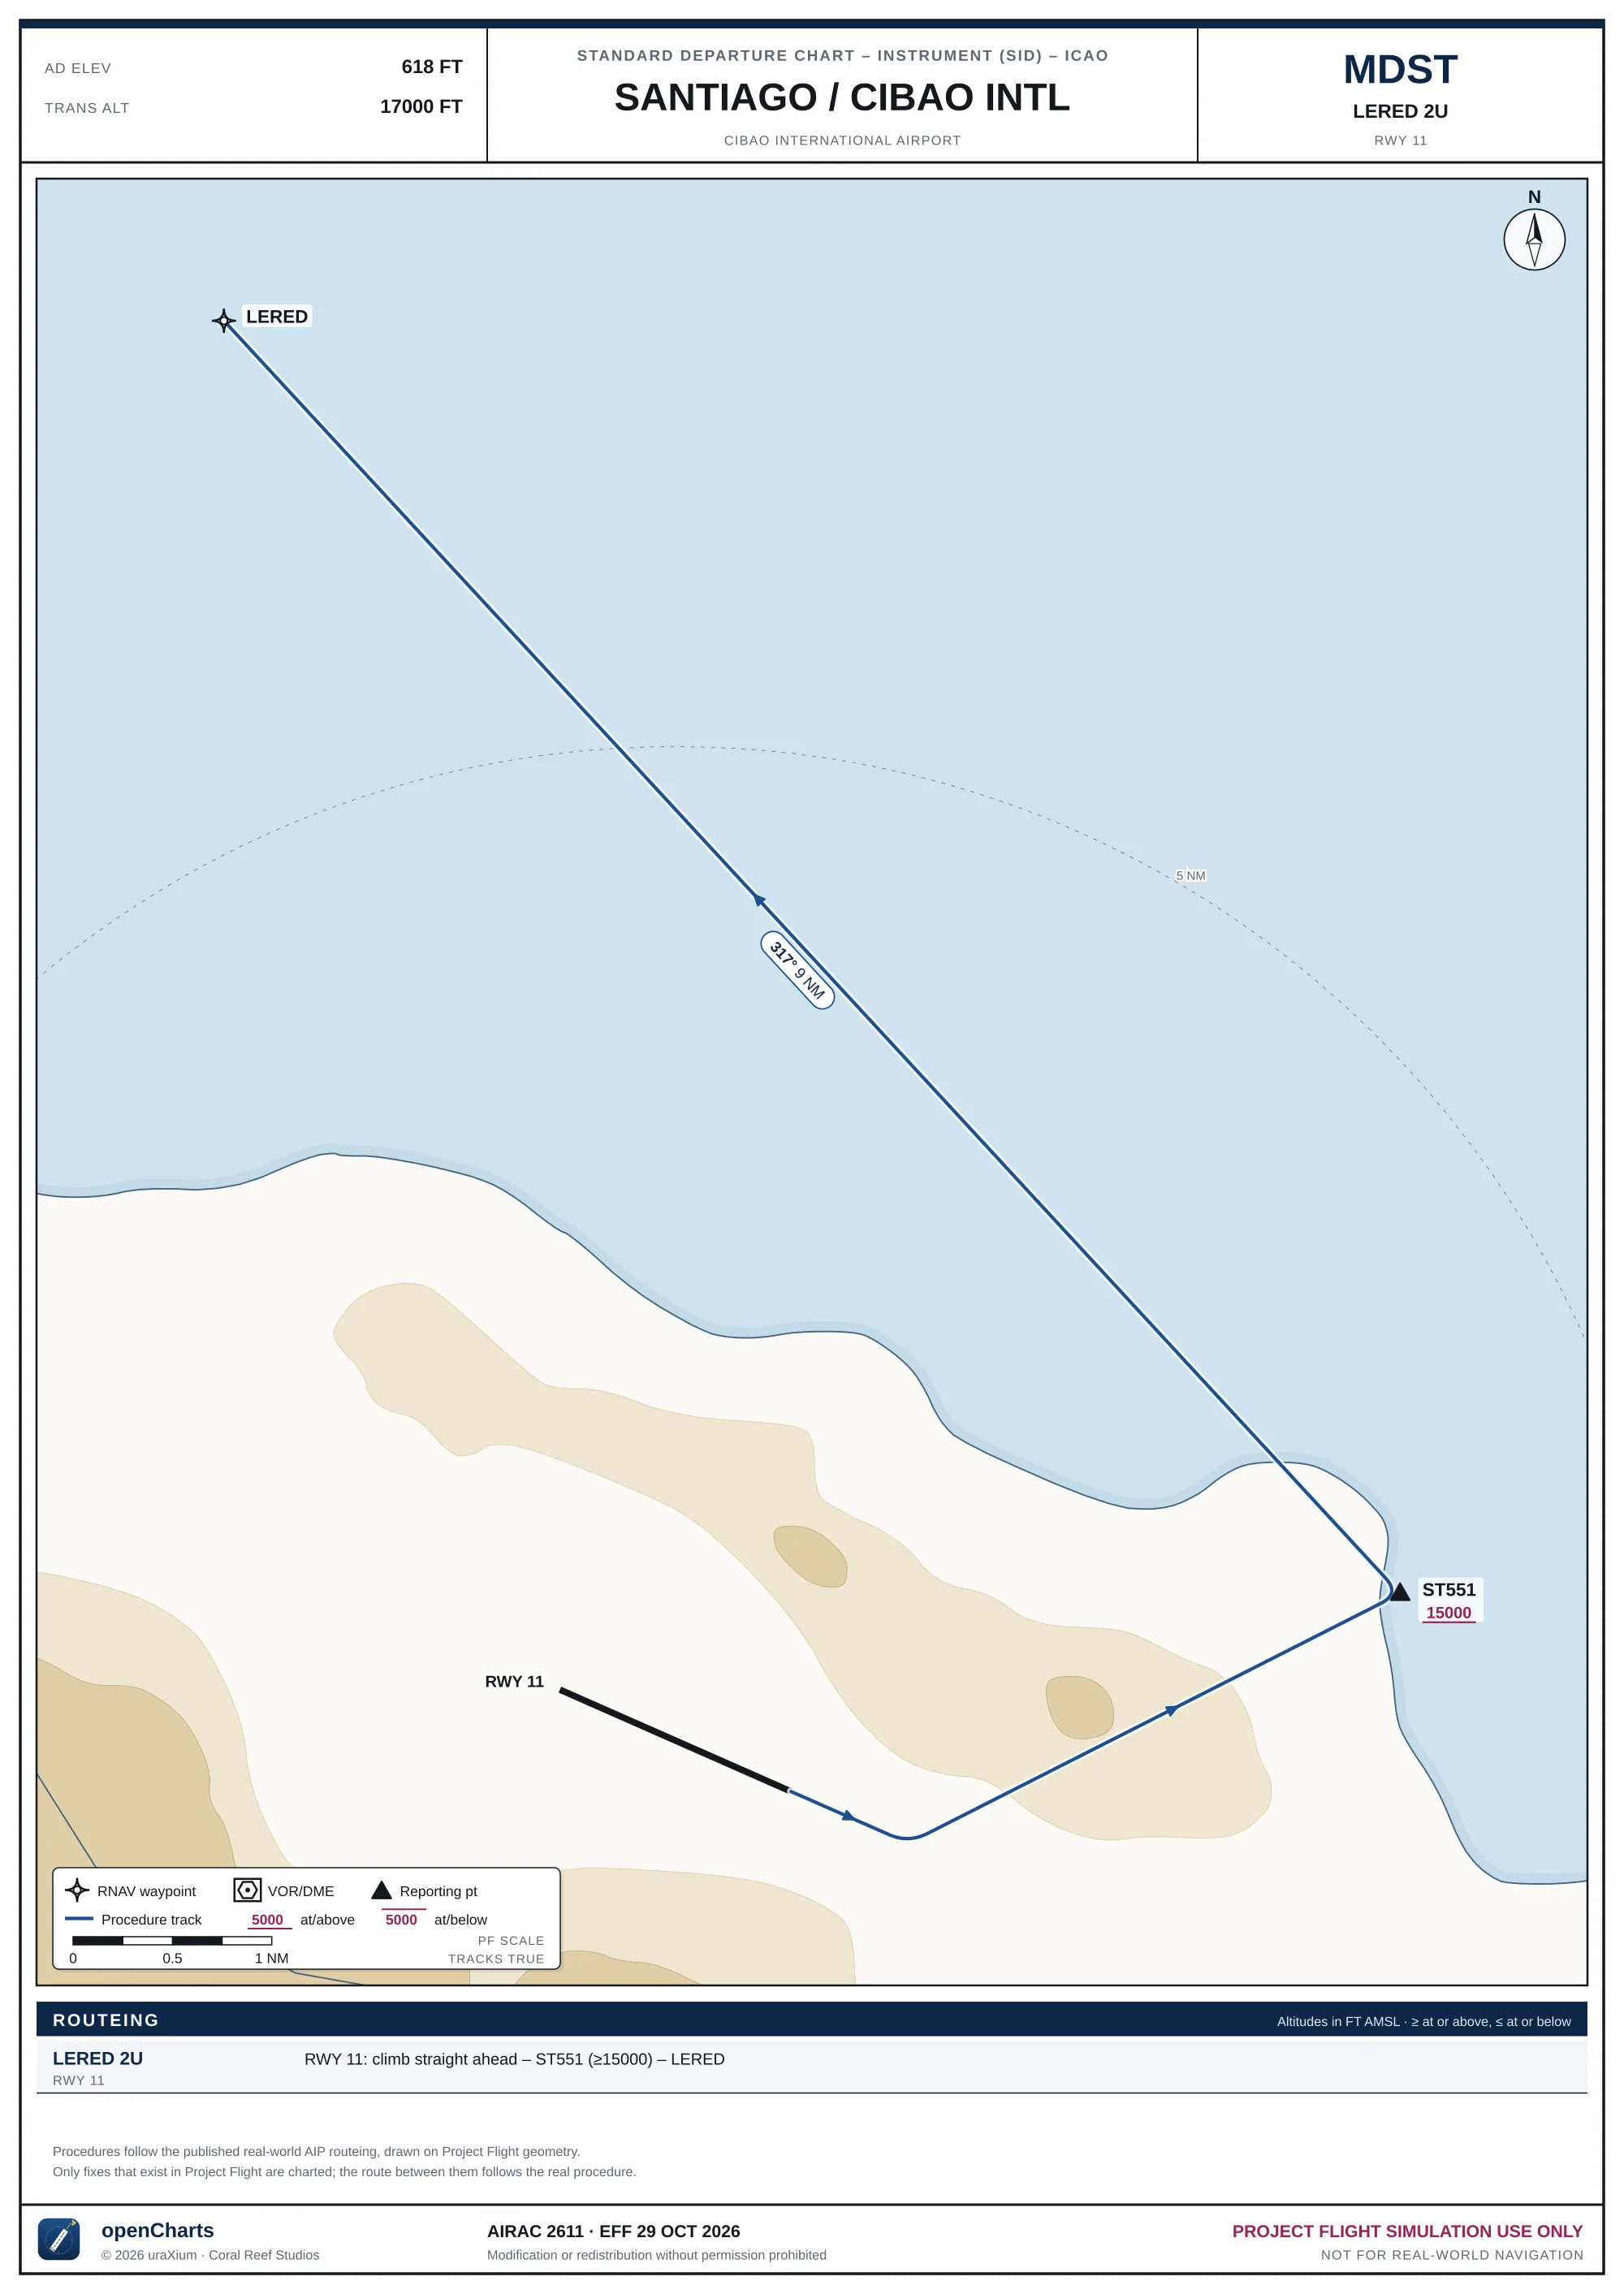 AD ELEV 618 FT
TRANS ALT 17000 FT
STANDARD DEPARTURE CHART – INSTRUMENT (SID) – ICAO
SANTIAGO / CIBAO INTL
CIBAO INTERNATIONAL AIRPORT
MDST
LERED 2U
RWY 11
N
LERED
5 NM
317° 9 NM
ST551
15000
RWY 11
RNAV waypoint VOR/DME Reporting pt
Procedure track 5000 at/above 5000 at/below
PF SCALE
0 0.5 1 NM TRACKS TRUE
ROUTEING Altitudes in FT AMSL · ≥ at or above, ≤ at or below
LERED 2U RWY 11: climb straight ahead – ST551 (≥15000) – LERED
RWY 11
Procedures follow the published real-world AIP routeing, drawn on Project Flight geometry.
Only fixes that exist in Project Flight are charted; the route between them follows the real procedure.
openCharts AIRAC 2611 · EFF 29 OCT 2026 PROJECT FLIGHT SIMULATION USE ONLY
© 2026 uraXium · Coral Reef Studios Modification or redistribution without permission prohibited NOT FOR REAL-WORLD NAVIGATION